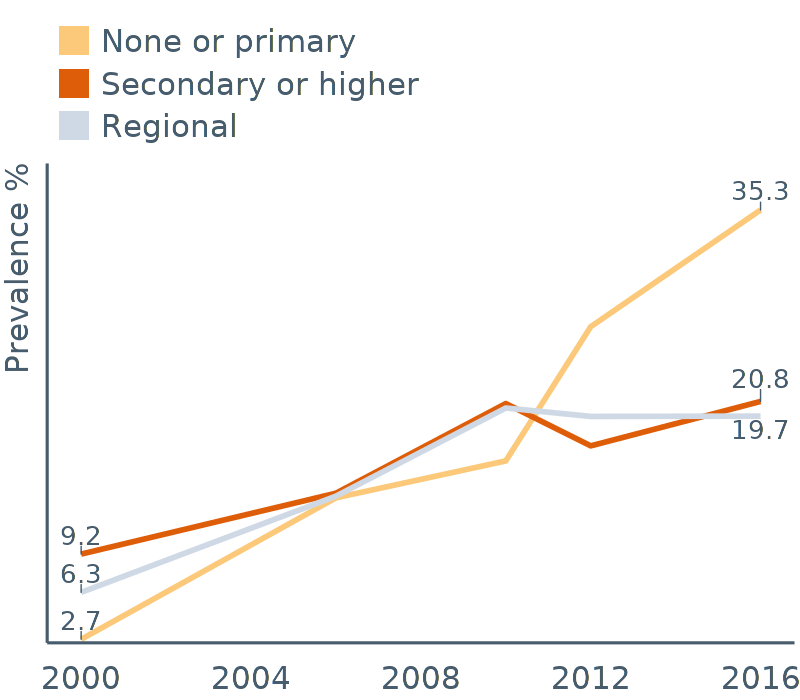 None or primary
Secondary or higher
Regional
Prevalence %
35.3
20.8
19.7
9.2
6.3
2.7
2000 2004 2008 2012 2016